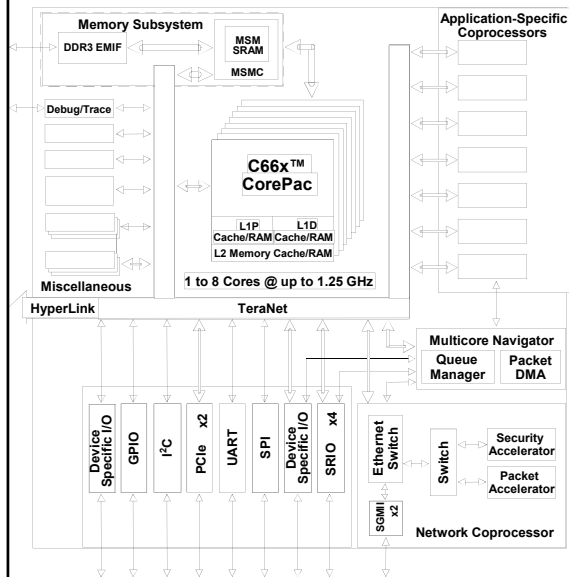 Memory Subsystem
Application-Specific
Coprocessors
DDR3 EMIF
MSM
SRAM
MSMC
Debug/Trace
C66x™
CorePac
L1P
Cache/RAM
L1D
Cache/RAM
L2 Memory Cache/RAM
Miscellaneous
1 to 8 Cores @ up to 1.25 GHz
HyperLink
TeraNet
Multicore Navigator
Queue
Manager
Packet
DMA
Device
Specific I/O
GPIO
I²C
PCIe x2
UART
SPI
Device
Specific I/O
SRIO x4
Ethernet
Switch
Switch
Security
Accelerator
Packet
Accelerator
SGMII
x2
Network Coprocessor